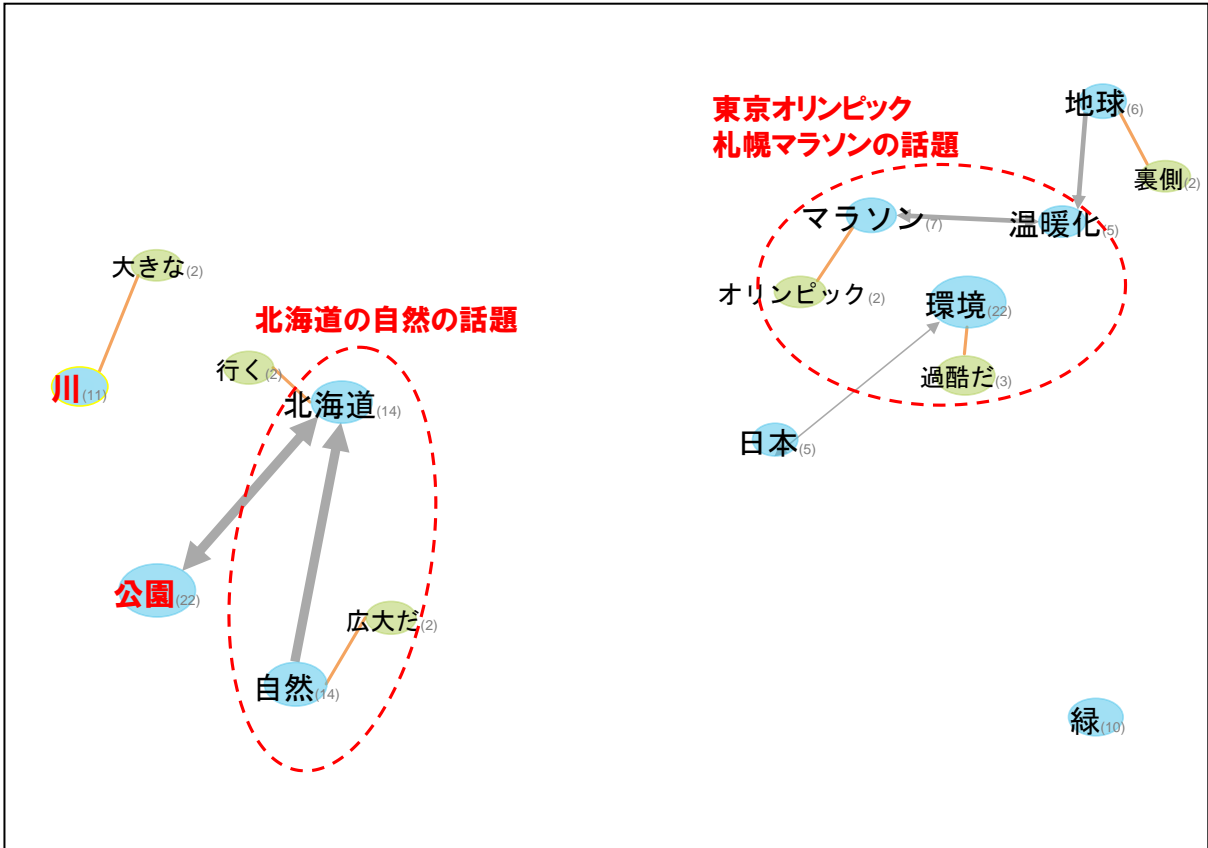 東京オリンピック
札幌マラソンの話題
地球(6)
裏側(2)
マラソン(7)
温暖化(5)
大きな(2)
オリンピック(2)
環境(22)
北海道の自然の話題
行く(2)
川(11)
過酷だ(3)
北海道(14)
日本(5)
公園(22)
広大だ(2)
自然(14)
緑(10)